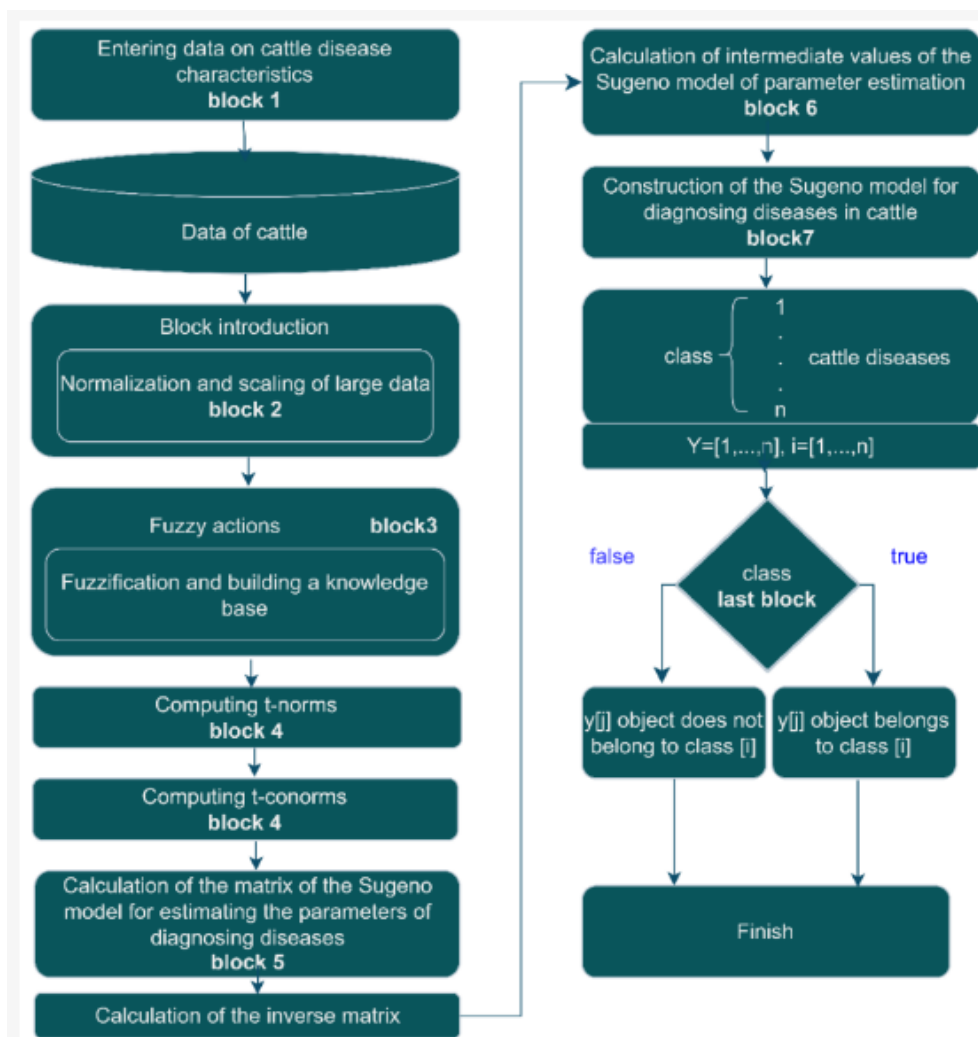 Entering data on cattle disease
characteristics
block 1
Data of cattle
Block introduction
Normalization and scaling of large data
block 2
Fuzzy actions block3
Fuzzification and building a knowledge
base
Computing t-norms
block 4
Computing t-conorms
block 4
Calculation of the matrix of the Sugeno
model for estimating the parameters of
diagnosing diseases
block 5
Calculation of the inverse matrix
Calculation of intermediate values of the
Sugeno model of parameter estimation
block 6
Construction of the Sugeno model for
diagnosing diseases in cattle
block7
1
.
class . cattle diseases
.
n
Y=[1,...,n], i=[1,...,n]
false true
class
last block
y[j] object does not
belong to class [i]
y[j] object belongs
to class [i]
Finish